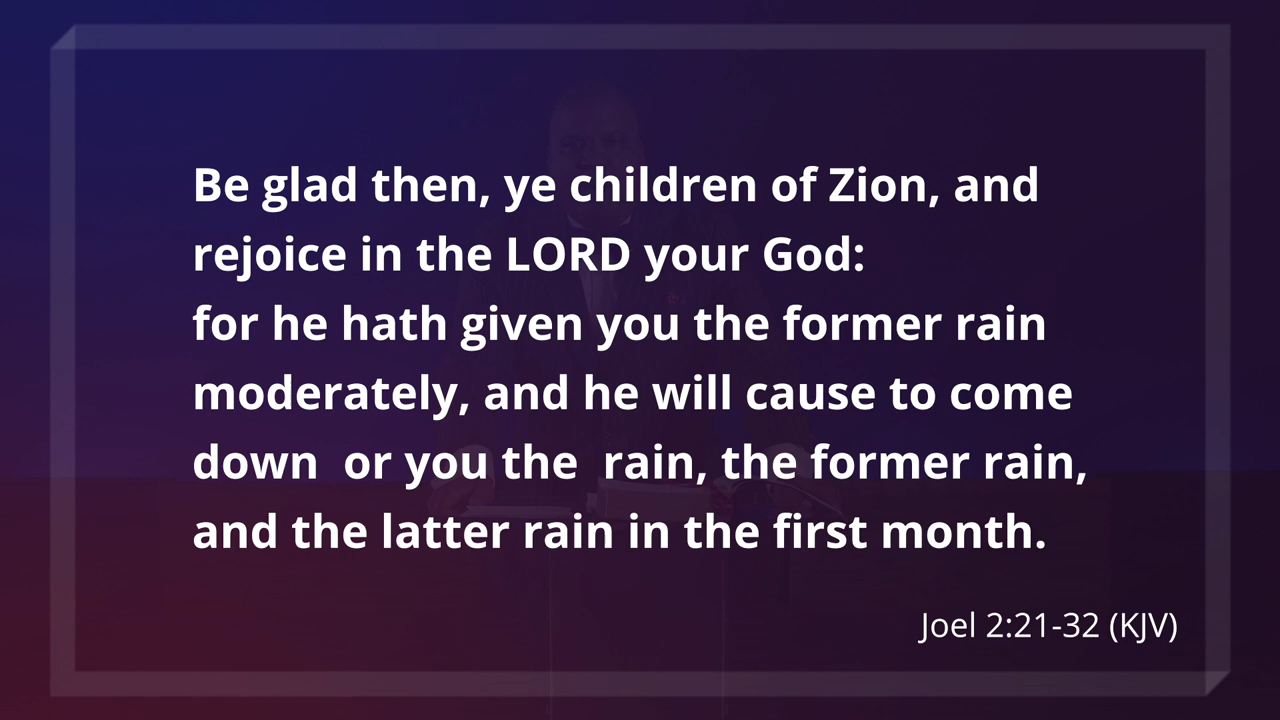 Be glad then, ye children of Zion, and
rejoice in the LORD your God:
for he hath given you the former rain
moderately, and he will cause to come
down  or you the  rain, the former rain,
and the latter rain in the first month.
Joel 2:21-32 (KJV)